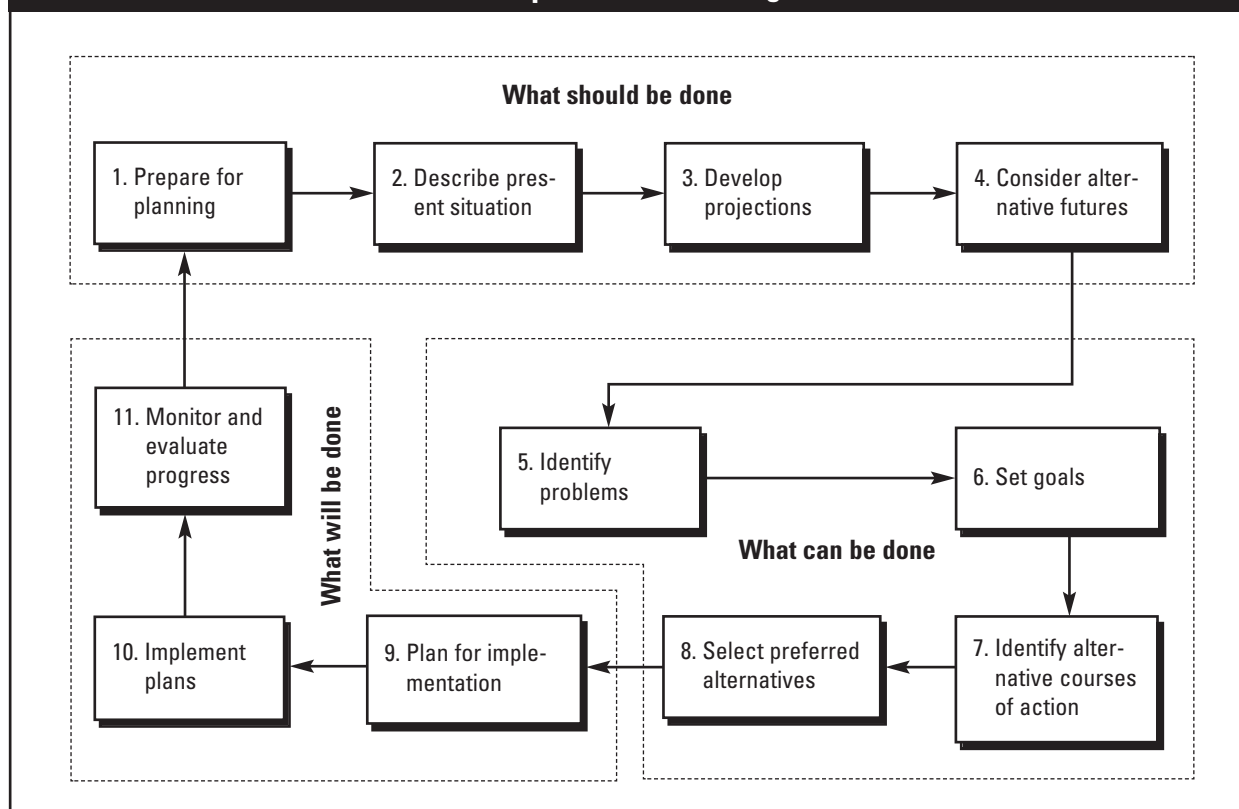 What should be done
1. Prepare for
planning
2. Describe pres-
ent situation
3. Develop
projections
4. Consider alter-
native futures
5. Identify
problems
6. Set goals
What can be done
7. Identify alter-
native courses
of action
8. Select preferred
alternatives
9. Plan for imple-
mentation
10. Implement
plans
11. Monitor and
evaluate
progress
What will be done